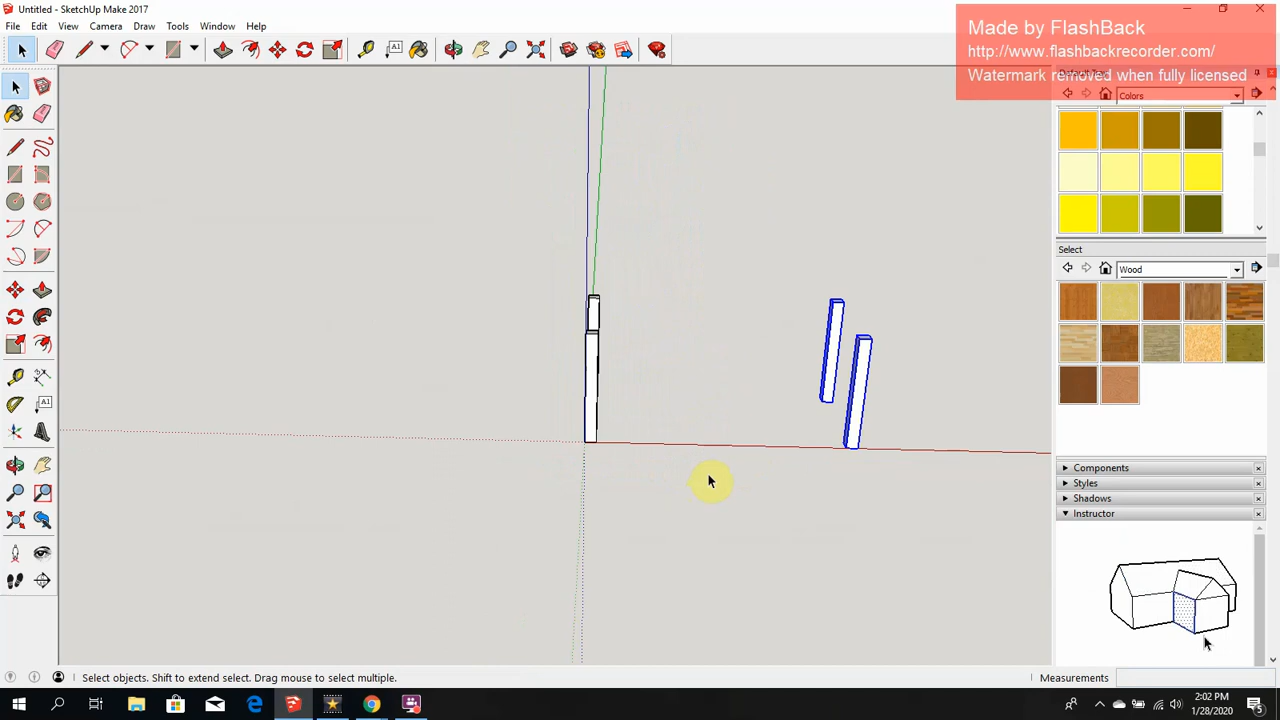 Untitled - SketchUp Make 2017
File Edit View Camera Draw Tools Window Help
Made by FlashBack
http://www.flashbackrecorder.com/
Watermark removed when fully licensed
Colors
Select
Wood
Components
Styles
Shadows
Instructor
Select objects. Shift to extend select. Drag mouse to select multiple.
Measurements
2:02 PM
1/28/2020